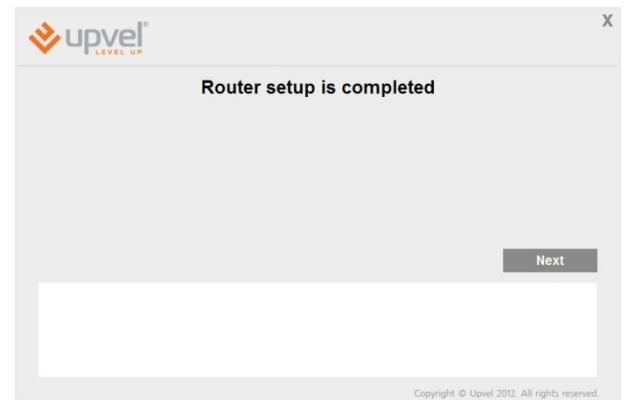 X
upvel®
LEVEL UP
Router setup is completed
Next
Copyright © Upvel 2012. All rights reserved.